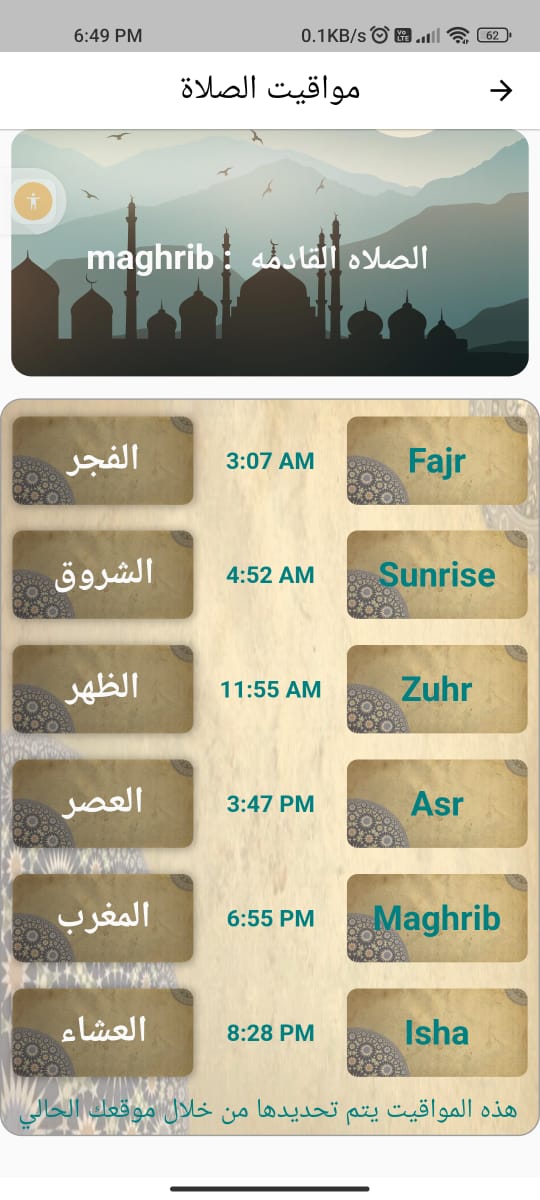 6:49 PM 0.1KB/s Vo LTE 62
مواقيت الصلاة
الصلاه القادمه : maghrib
الفجر 3:07 AM Fajr
الشروق 4:52 AM Sunrise
الظهر 11:55 AM Zuhr
العصر 3:47 PM Asr
المغرب 6:55 PM Maghrib
العشاء 8:28 PM Isha
هذه المواقيت يتم تحديدها من خلال موقعك الحالي